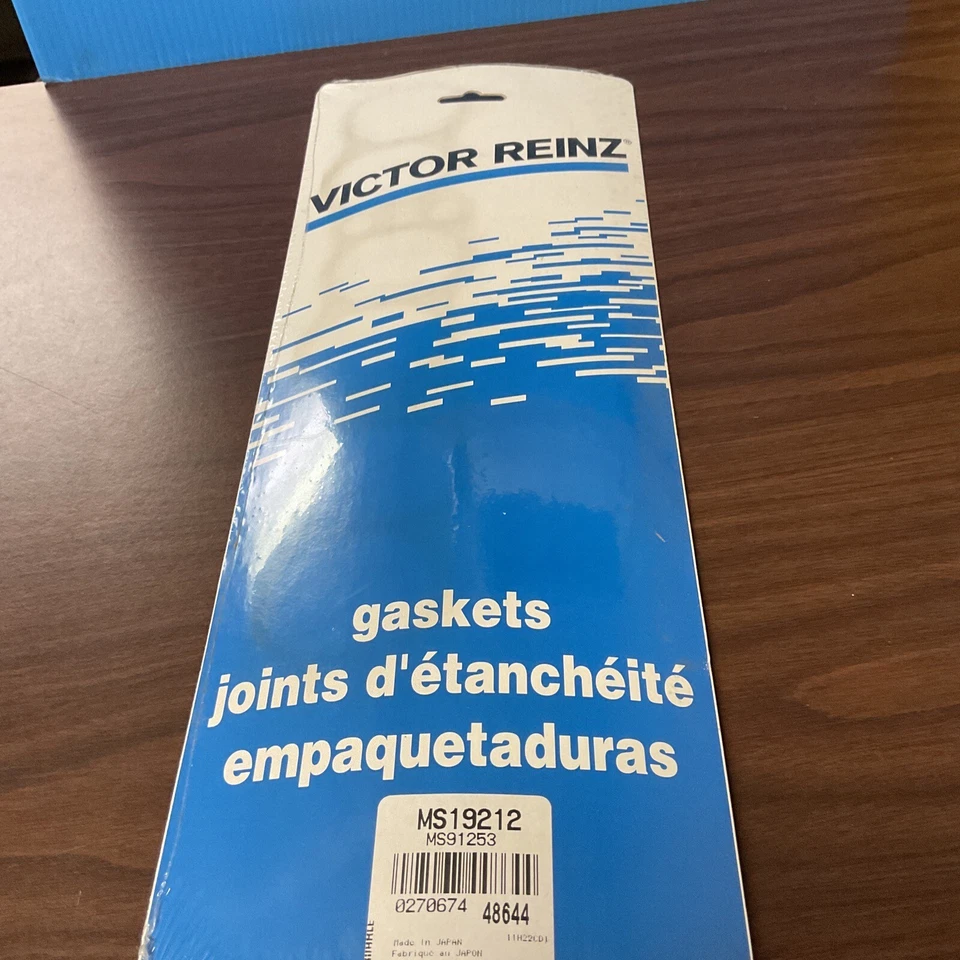 VICTOR REINZ®
gaskets
joints d'étanchéité
empaquetaduras
MS19212
MS91253
0270674 48644
Made in JAPAN
Fabriqué au JAPON